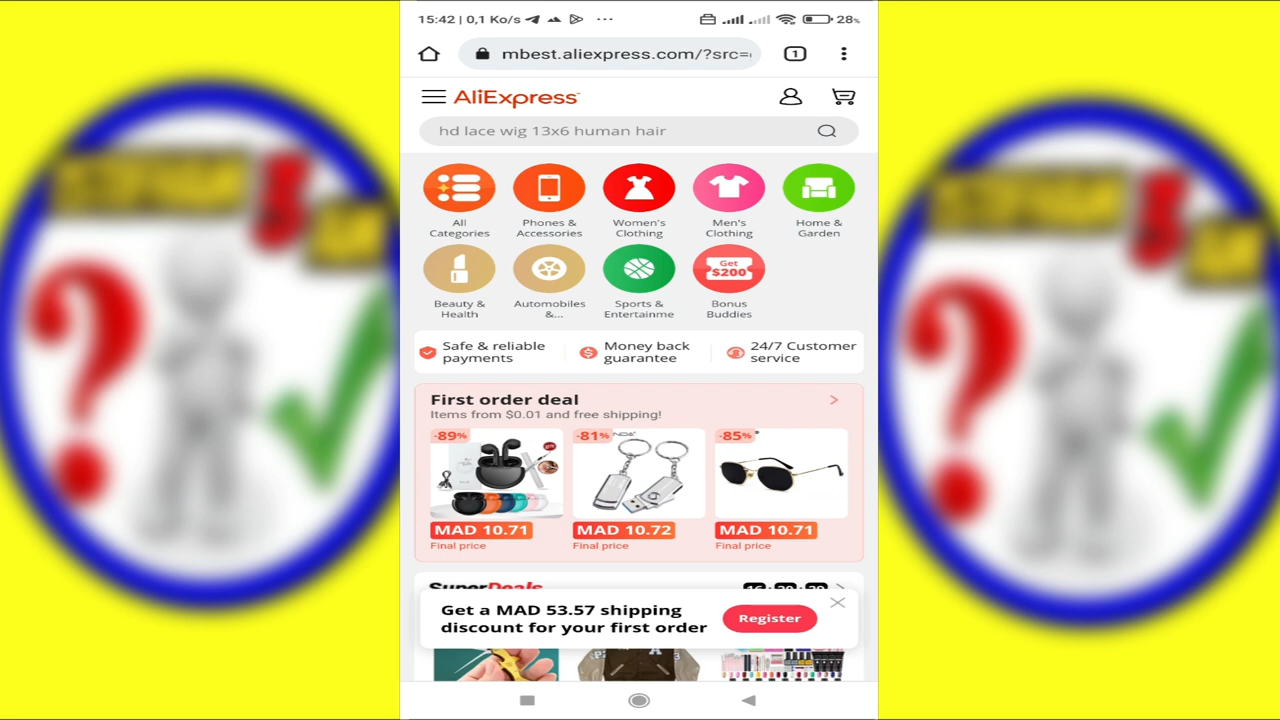 15:42 | 0,1 Ko/s
28%
mbest.aliexpress.com/?src=
1
AliExpress
hd lace wig 13x6 human hair
All Categories
Phones & Accessories
Women's Clothing
Men's Clothing
Home & Garden
Get $200
Beauty & Health
Automobiles &...
Sports & Entertainme
Bonus Buddies
Safe & reliable payments
Money back guarantee
24/7 Customer service
First order deal
Items from $0.01 and free shipping!
-89%
-81%
-85%
MAD 10.71
MAD 10.72
MAD 10.71
Final price
Final price
Final price
SuperDeals
Get a MAD 53.57 shipping
discount for your first order
Register